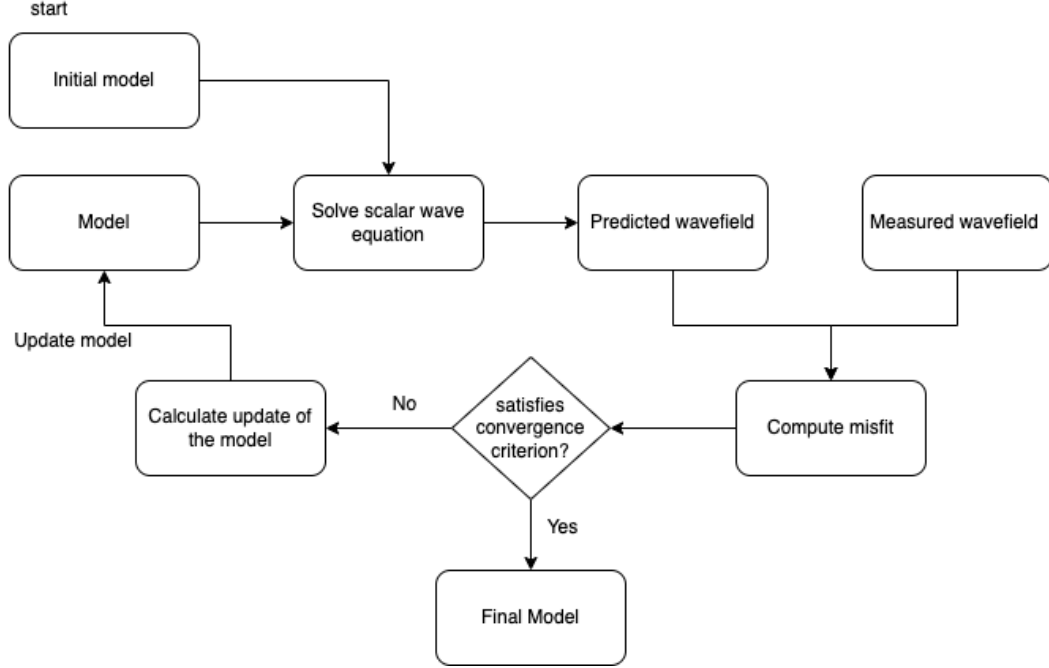 start
Initial model
Model
Solve scalar wave
equation
Predicted wavefield
Measured wavefield
Update model
Calculate update of
the model
No
satisfies
convergence
criterion?
Compute misfit
Yes
Final Model